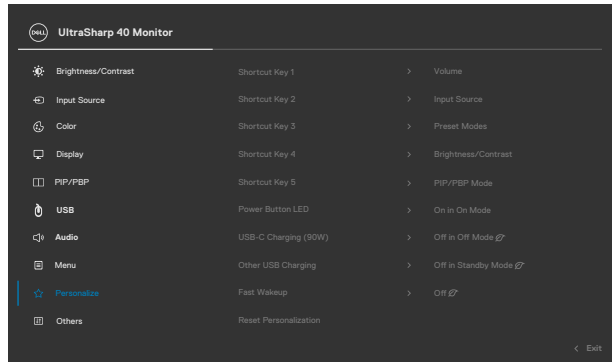 DELL UltraSharp 40 Monitor
Brightness/Contrast Shortcut Key 1 > Volume
Input Source Shortcut Key 2 > Input Source
Color Shortcut Key 3 > Preset Modes
Display Shortcut Key 4 > Brightness/Contrast
PIP/PBP Shortcut Key 5 > PIP/PBP Mode
USB Power Button LED > On in On Mode
Audio USB-C Charging (90W) > Off in Off Mode
Menu Other USB Charging > Off in Standby Mode
Personalize Fast Wakeup > Off
Others Reset Personalization
< Exit